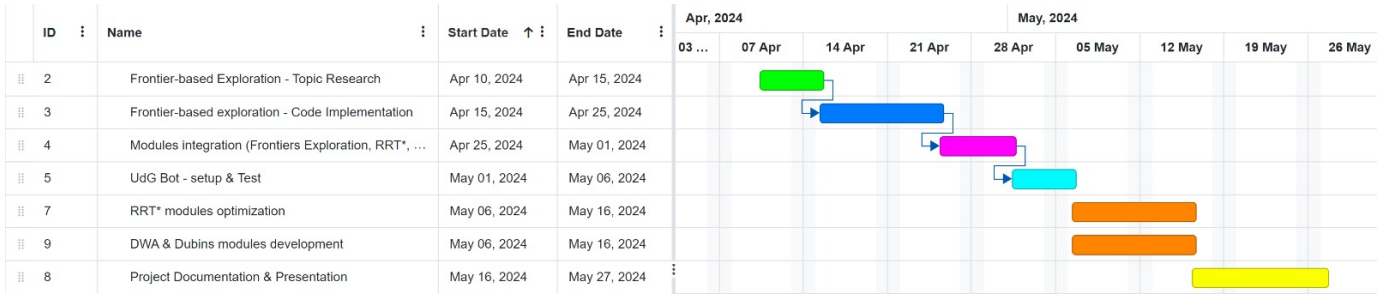 ID Name Start Date End Date
Apr, 2024 May, 2024
03 ... 07 Apr 14 Apr 21 Apr 28 Apr 05 May 12 May 19 May 26 May
2 Frontier-based Exploration - Topic Research Apr 10, 2024 Apr 15, 2024
3 Frontier-based exploration - Code Implementation Apr 15, 2024 Apr 25, 2024
4 Modules integration (Frontiers Exploration, RRT*, ... Apr 25, 2024 May 01, 2024
5 UdG Bot - setup & Test May 01, 2024 May 06, 2024
7 RRT* modules optimization May 06, 2024 May 16, 2024
9 DWA & Dubins modules development May 06, 2024 May 16, 2024
8 Project Documentation & Presentation May 16, 2024 May 27, 2024